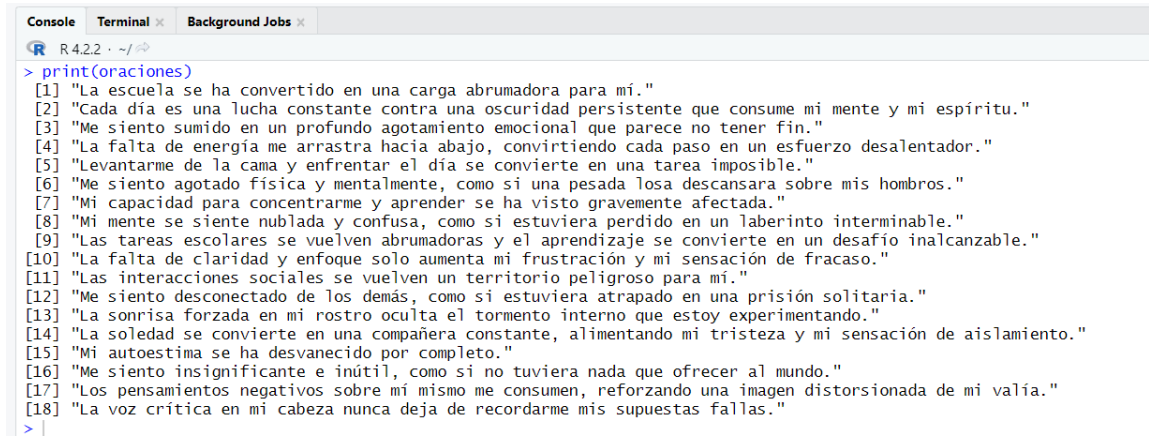 Console Terminal × Background Jobs ×
R R 4.2.2 · ~/
> print(oraciones)
[1] "La escuela se ha convertido en una carga abrumadora para mí."
[2] "Cada día es una lucha constante contra una oscuridad persistente que consume mi mente y mi espíritu."
[3] "Me siento sumido en un profundo agotamiento emocional que parece no tener fin."
[4] "La falta de energía me arrastra hacia abajo, convirtiendo cada paso en un esfuerzo desalentador."
[5] "Levantarme de la cama y enfrentar el día se convierte en una tarea imposible."
[6] "Me siento agotado física y mentalmente, como si una pesada losa descansara sobre mis hombros."
[7] "Mi capacidad para concentrarme y aprender se ha visto gravemente afectada."
[8] "Mi mente se siente nublada y confusa, como si estuviera perdido en un laberinto interminable."
[9] "Las tareas escolares se vuelven abrumadoras y el aprendizaje se convierte en un desafío inalcanzable."
[10] "La falta de claridad y enfoque solo aumenta mi frustración y mi sensación de fracaso."
[11] "Las interacciones sociales se vuelven un territorio peligroso para mí."
[12] "Me siento desconectado de los demás, como si estuviera atrapado en una prisión solitaria."
[13] "La sonrisa forzada en mi rostro oculta el tormento interno que estoy experimentando."
[14] "La soledad se convierte en una compañera constante, alimentando mi tristeza y mi sensación de aislamiento."
[15] "Mi autoestima se ha desvanecido por completo."
[16] "Me siento insignificante e inútil, como si no tuviera nada que ofrecer al mundo."
[17] "Los pensamientos negativos sobre mí mismo me consumen, reforzando una imagen distorsionada de mi valía."
[18] "La voz crítica en mi cabeza nunca deja de recordarme mis supuestas fallas."
>